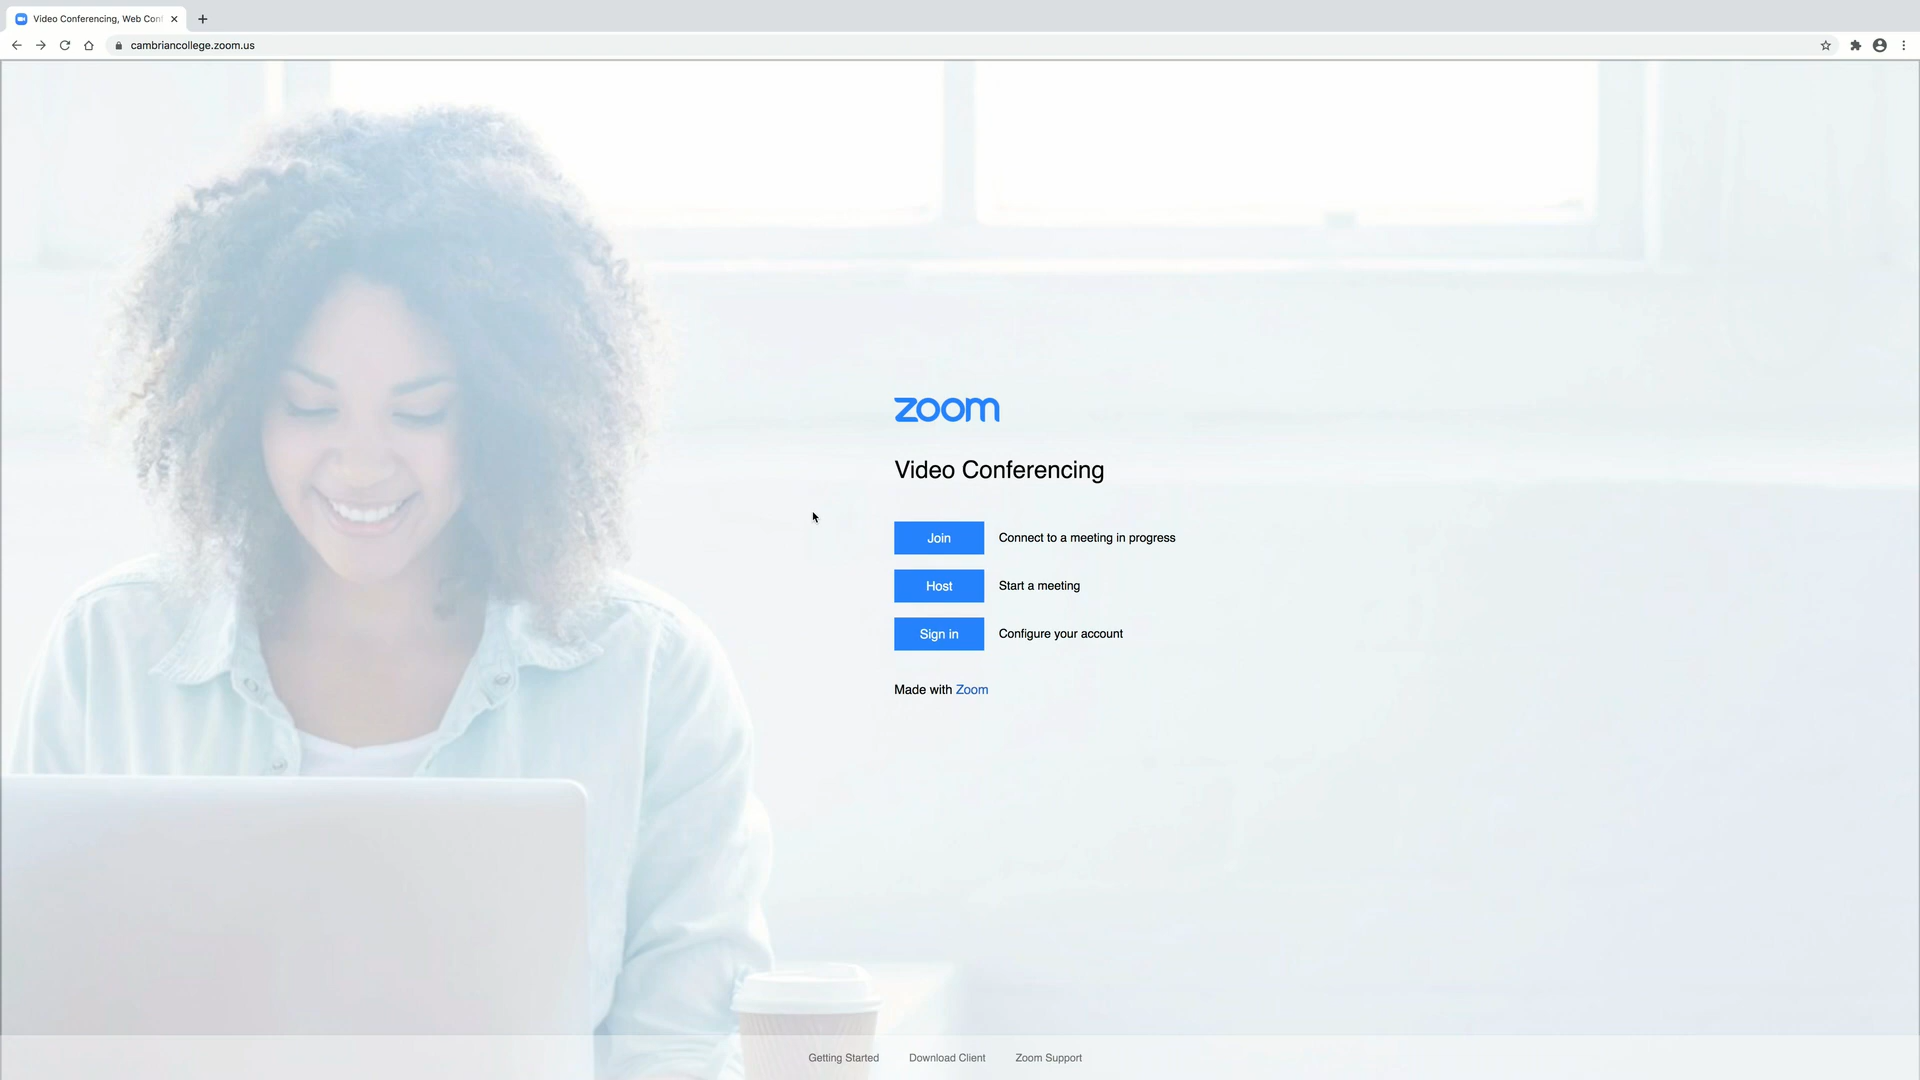 Video Conferencing, Web Con
cambriancollege.zoom.us
zoom
Video Conferencing
Join Connect to a meeting in progress
Host Start a meeting
Sign in Configure your account
Made with Zoom
Getting Started Download Client Zoom Support